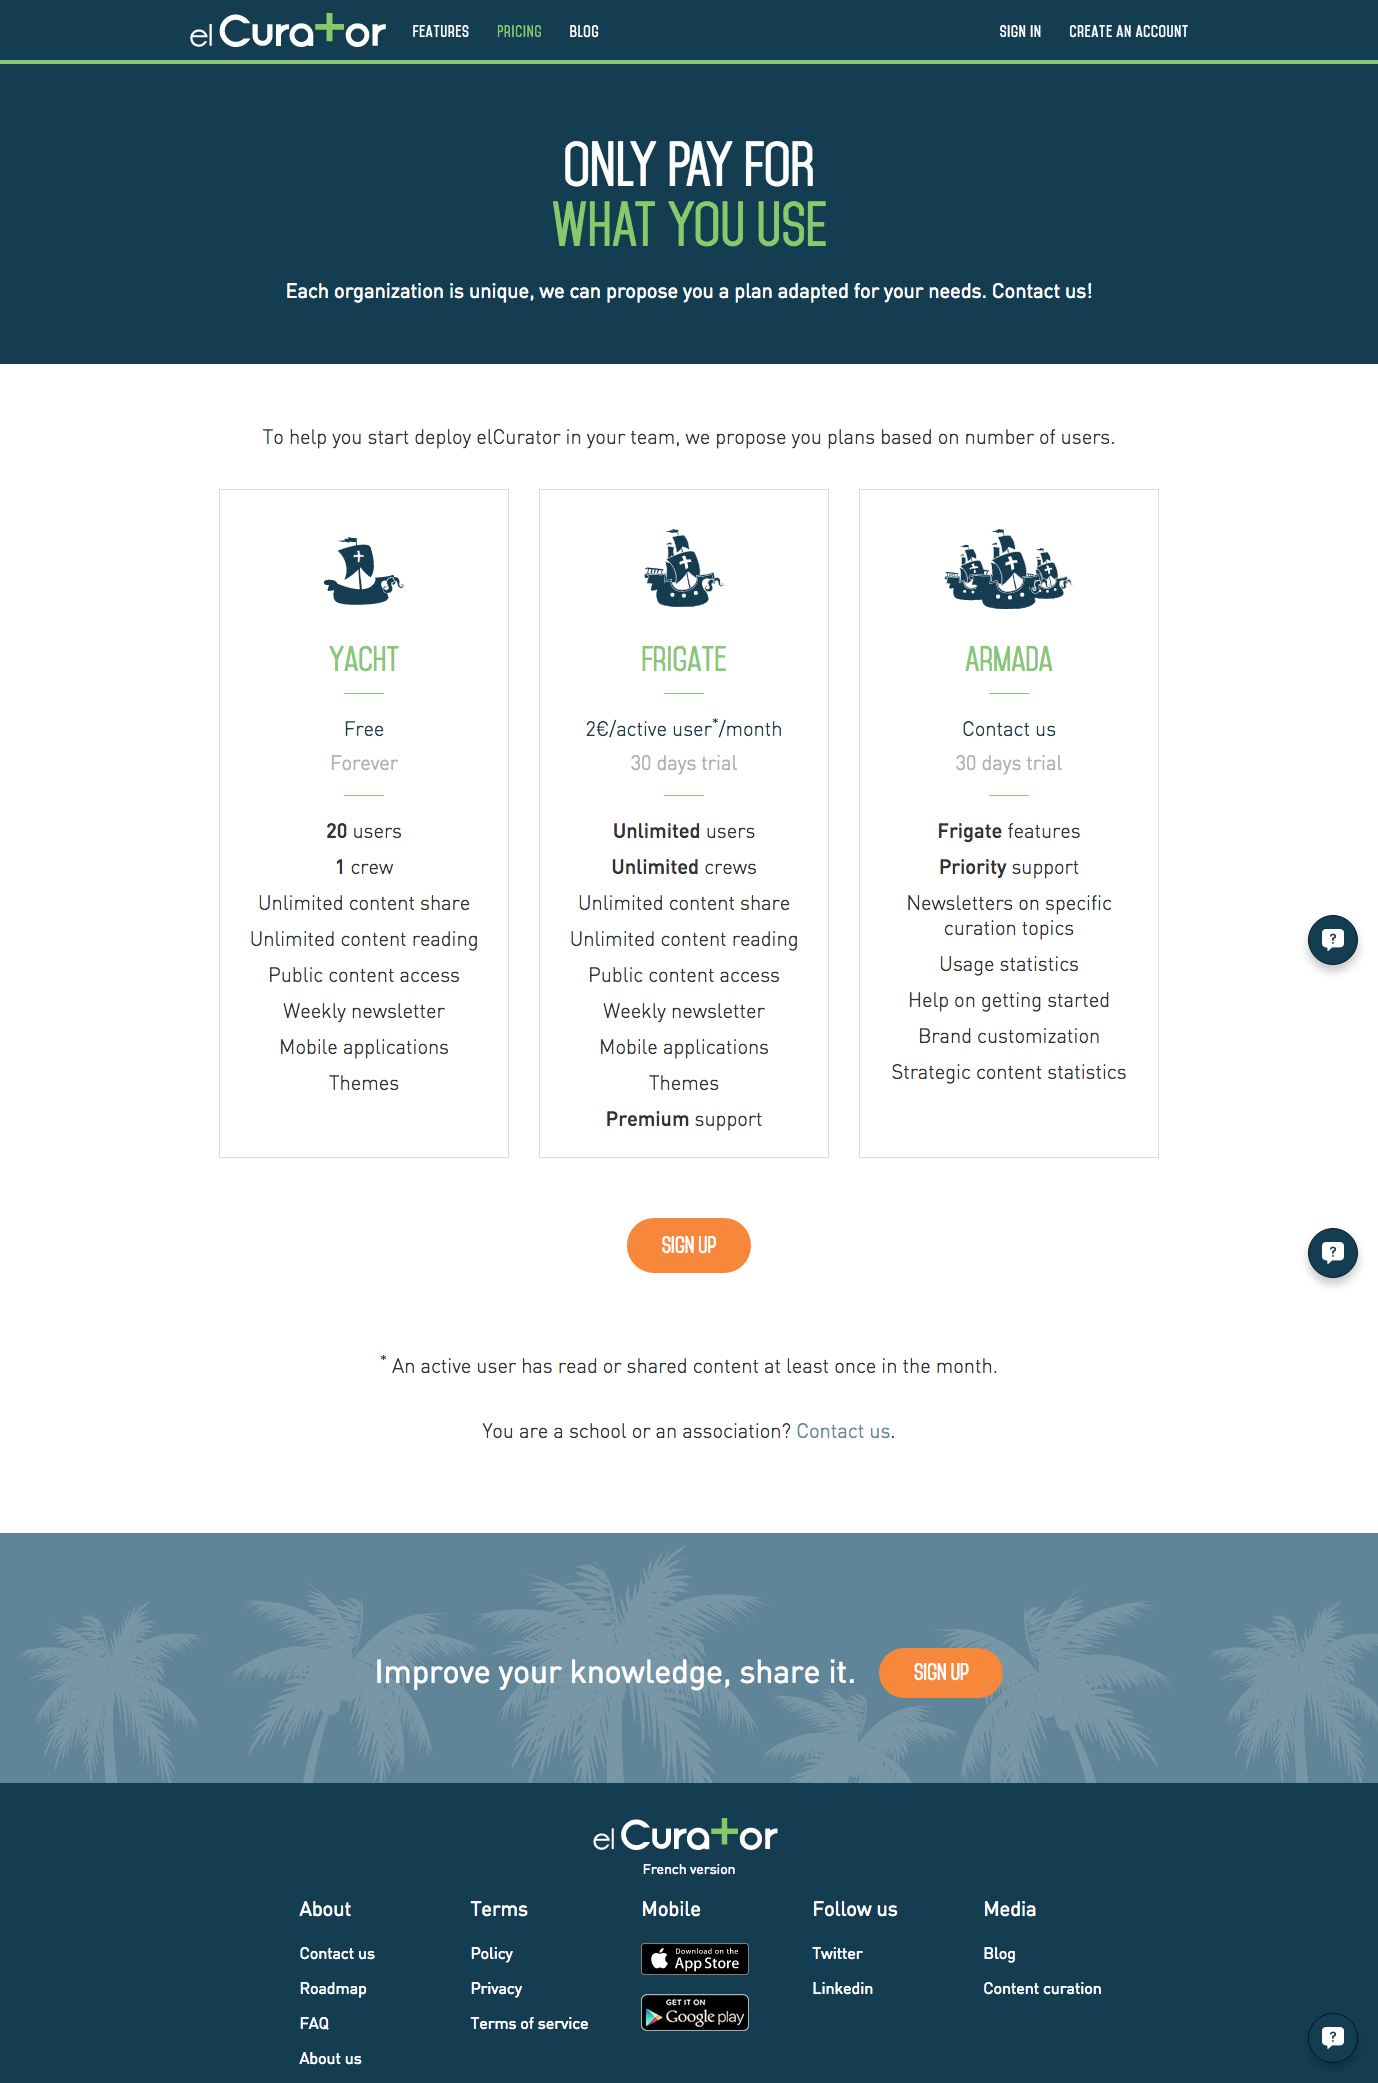 elCurator FEATURES PRICING BLOG SIGN IN CREATE AN ACCOUNT
ONLY PAY FOR
WHAT YOU USE
Each organization is unique, we can propose you a plan adapted for your needs. Contact us!
To help you start deploy elCurator in your team, we propose you plans based on number of users.
YACHT
Free
Forever
20 users
1 crew
Unlimited content share
Unlimited content reading
Public content access
Weekly newsletter
Mobile applications
Themes
FRIGATE
2€/active user*/month
30 days trial
Unlimited users
Unlimited crews
Unlimited content share
Unlimited content reading
Public content access
Weekly newsletter
Mobile applications
Themes
Premium support
ARMADA
Contact us
30 days trial
Frigate features
Priority support
Newsletters on specific
curation topics
Usage statistics
Help on getting started
Brand customization
Strategic content statistics
?
SIGN UP
?
* An active user has read or shared content at least once in the month.
You are a school or an association? Contact us.
Improve your knowledge, share it. SIGN UP
elCurator
French version
About
Contact us
Roadmap
FAQ
About us
Terms
Policy
Privacy
Terms of service
Mobile
Download on the
App Store
GET IT ON
Google play
Follow us
Twitter
Linkedin
Media
Blog
Content curation
?